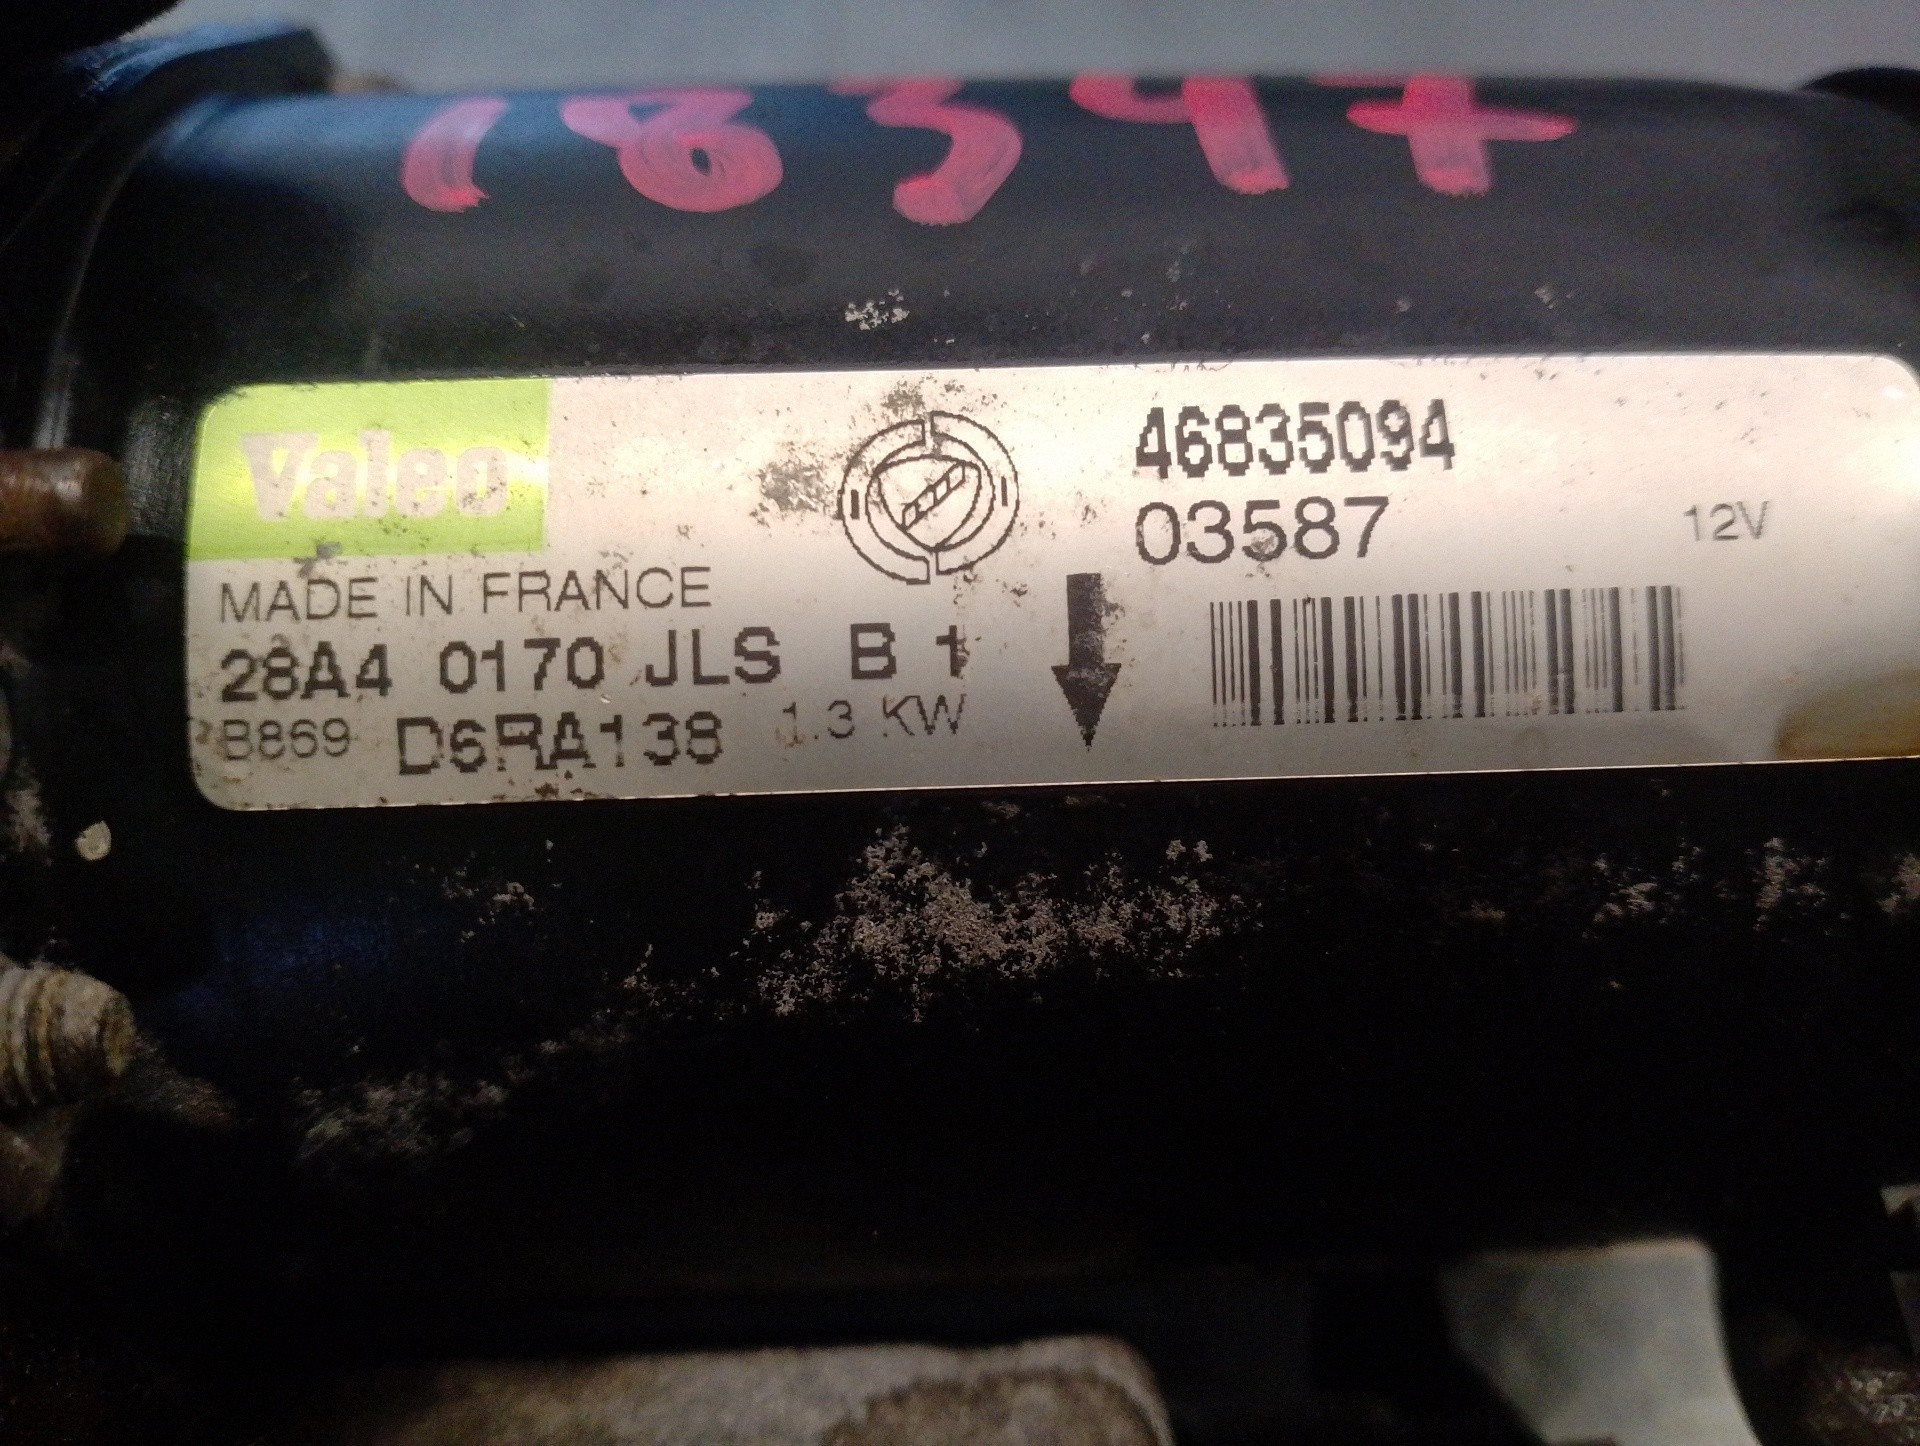 18347
Valeo
46835094
03587
12V
MADE IN FRANCE
28A4 0170 JLS B 1
B869 D6RA138 1.3 KW